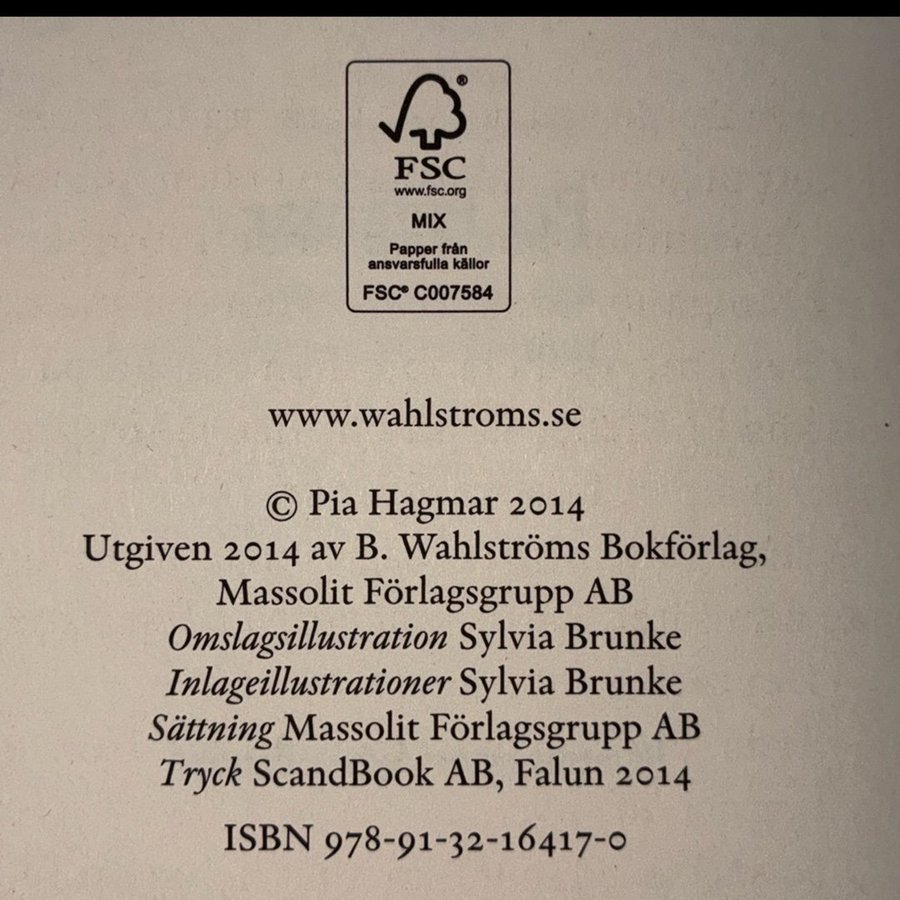 FSC®
www.fsc.org
MIX
Papper från
ansvarsfulla källor
FSC® C007584
www.wahlstroms.se
© Pia Hagmar 2014
Utgiven 2014 av B. Wahlströms Bokförlag,
Massolit Förlagsgrupp AB
Omslagsillustration Sylvia Brunke
Inlageillustrationer Sylvia Brunke
Sättning Massolit Förlagsgrupp AB
Tryck ScandBook AB, Falun 2014
ISBN 978-91-32-16417-0